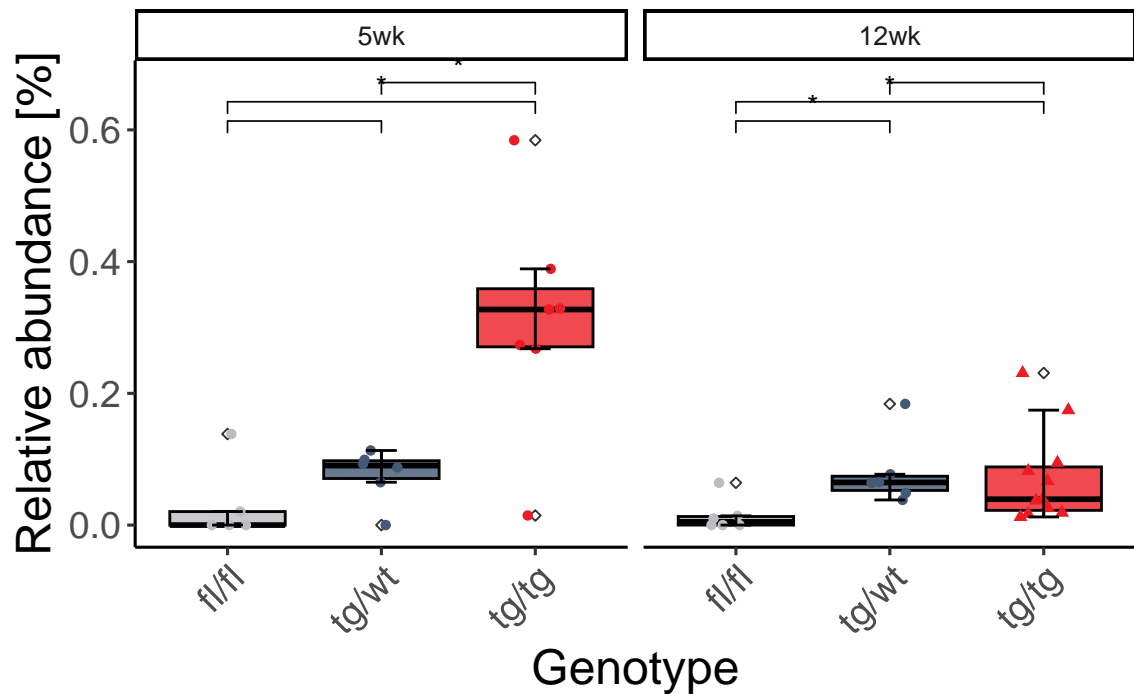 5wk
12wk
*
*
*
*
Relative abundance [%]
0.6
0.4
0.2
0.0
fl/fl
tg/wt
tg/tg
fl/fl
tg/wt
tg/tg
Genotype